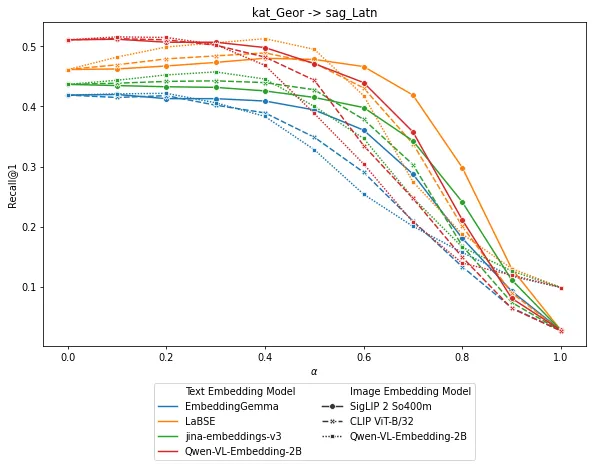 kat_Geor -> sag_Latn
Recall@1
0.5
0.4
0.3
0.2
0.1
0.0 0.2 0.4 0.6 0.8 1.0
α
Text Embedding Model Image Embedding Model
EmbeddingGemma SigLIP 2 So400m
LaBSE CLIP ViT-B/32
jina-embeddings-v3 Qwen-VL-Embedding-2B
Qwen-VL-Embedding-2B